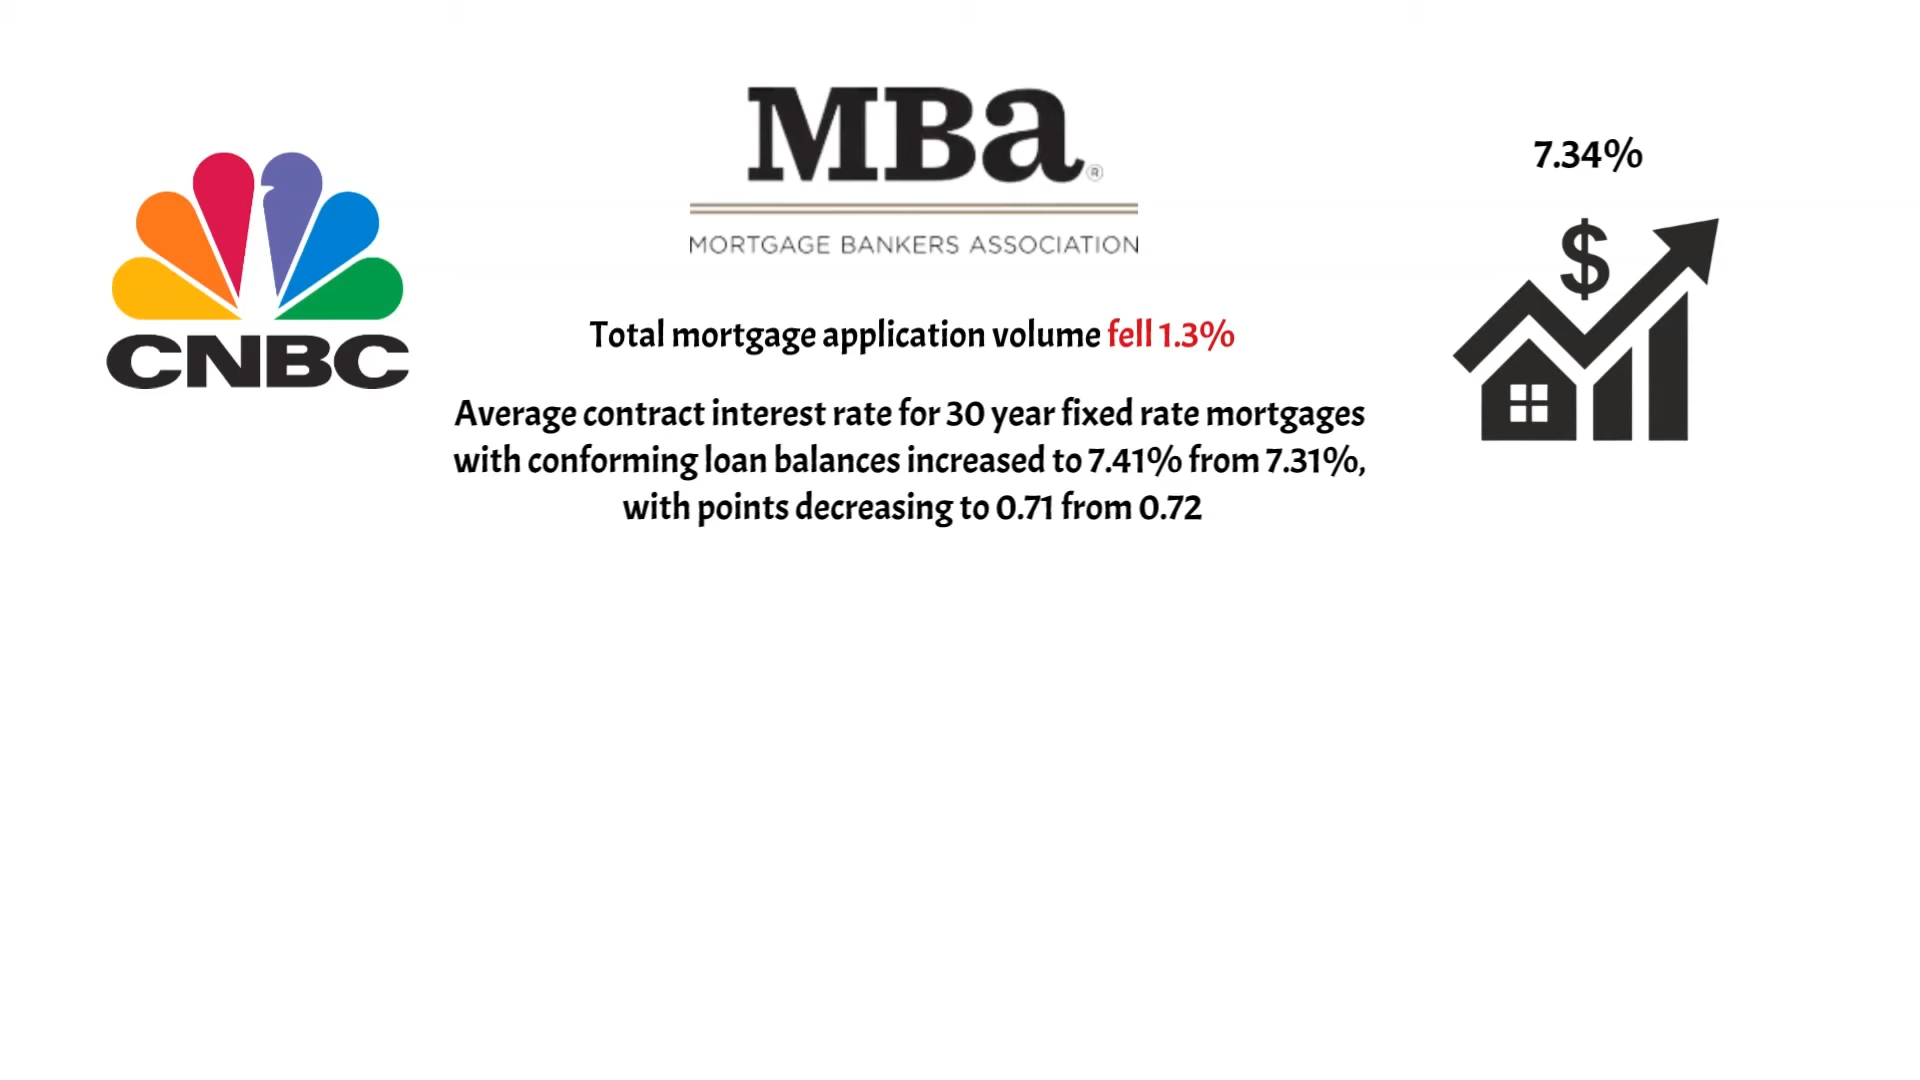 MBa®
MORTGAGE BANKERS ASSOCIATION
7.34%
$
CNBC
Total mortgage application volume fell 1.3%
Average contract interest rate for 30 year fixed rate mortgages
with conforming loan balances increased to 7.41% from 7.31%,
with points decreasing to 0.71 from 0.72